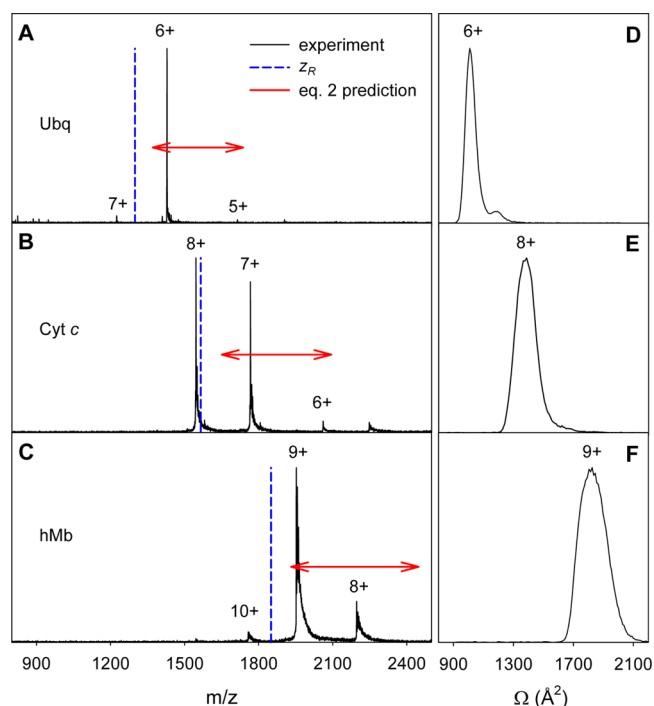 A
6+
experiment
z_R
eq. 2 prediction
Ubq
7+
5+
D
6+
B
8+
7+
Cyt c
6+
E
8+
C
9+
hMb
10+
8+
F
9+
900 1500 1800 2100 2400
m/z
900 1300 1700 2100
Ω (Å²)